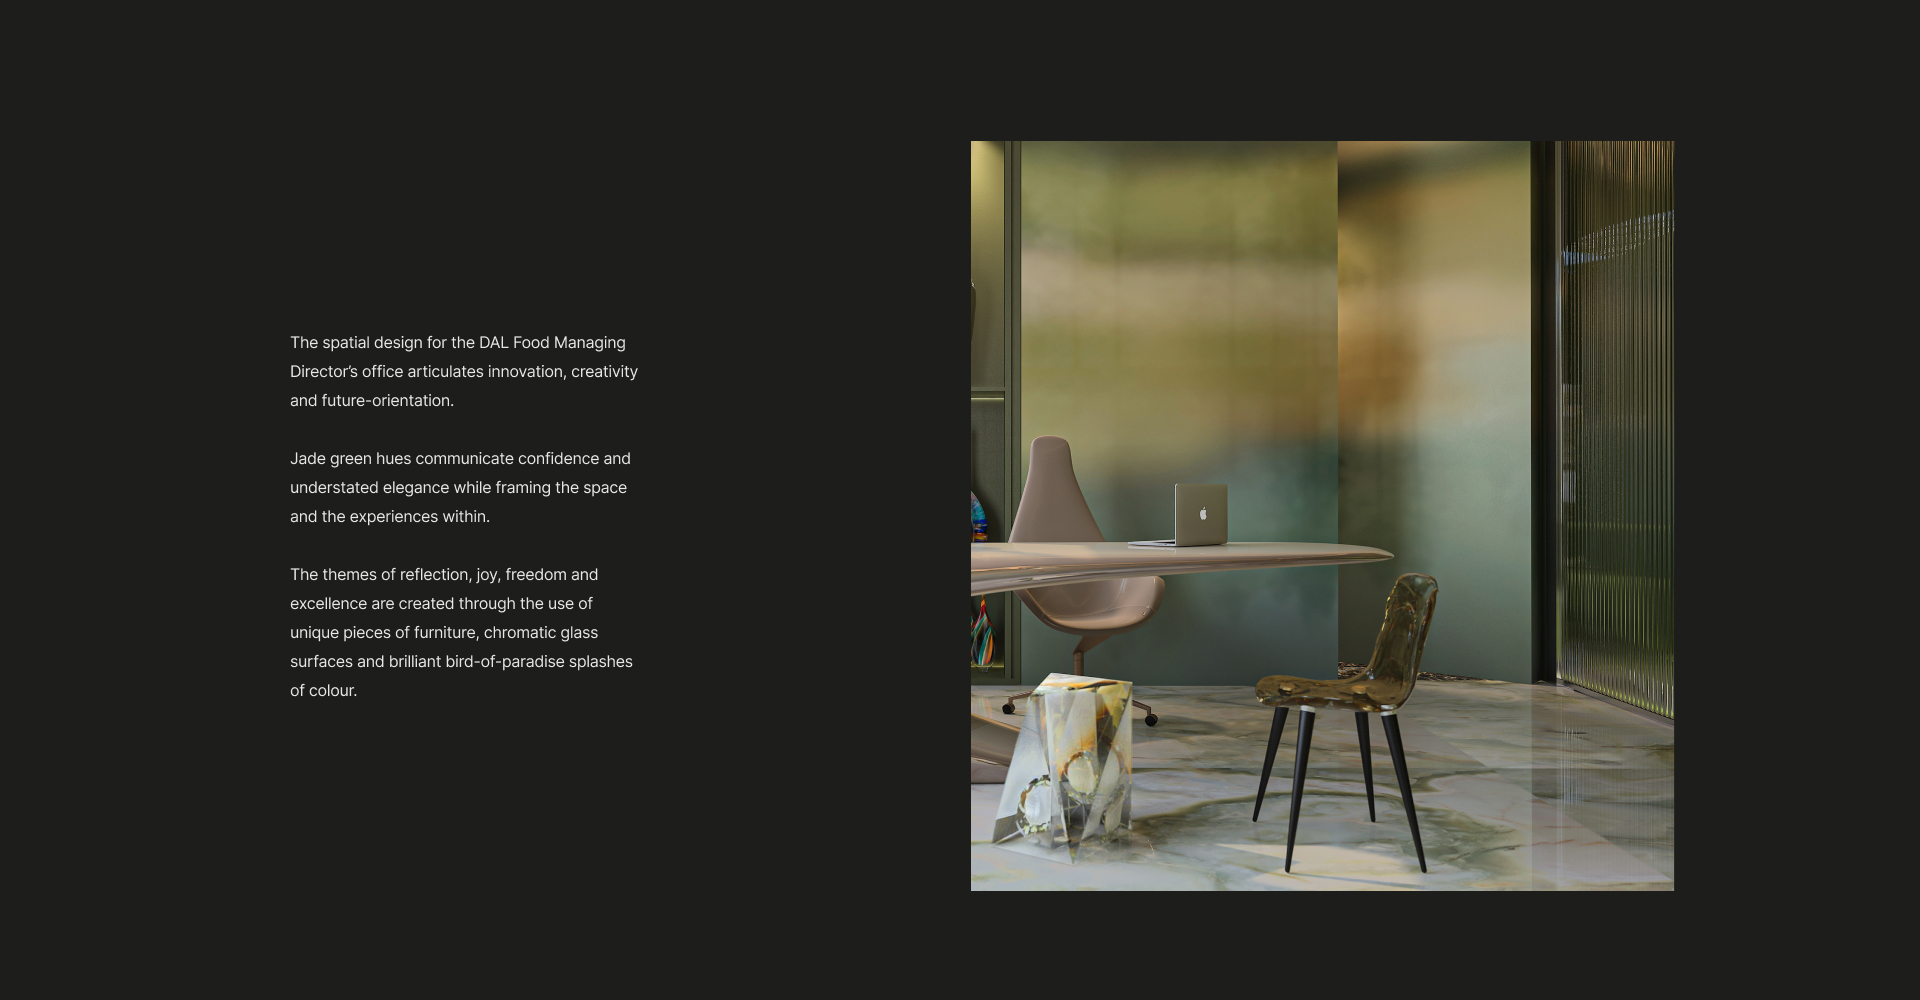 The spatial design for the DAL Food Managing
Director’s office articulates innovation, creativity
and future-orientation.
Jade green hues communicate confidence and
understated elegance while framing the space
and the experiences within.
The themes of reflection, joy, freedom and
excellence are created through the use of
unique pieces of furniture, chromatic glass
surfaces and brilliant bird-of-paradise splashes
of colour.